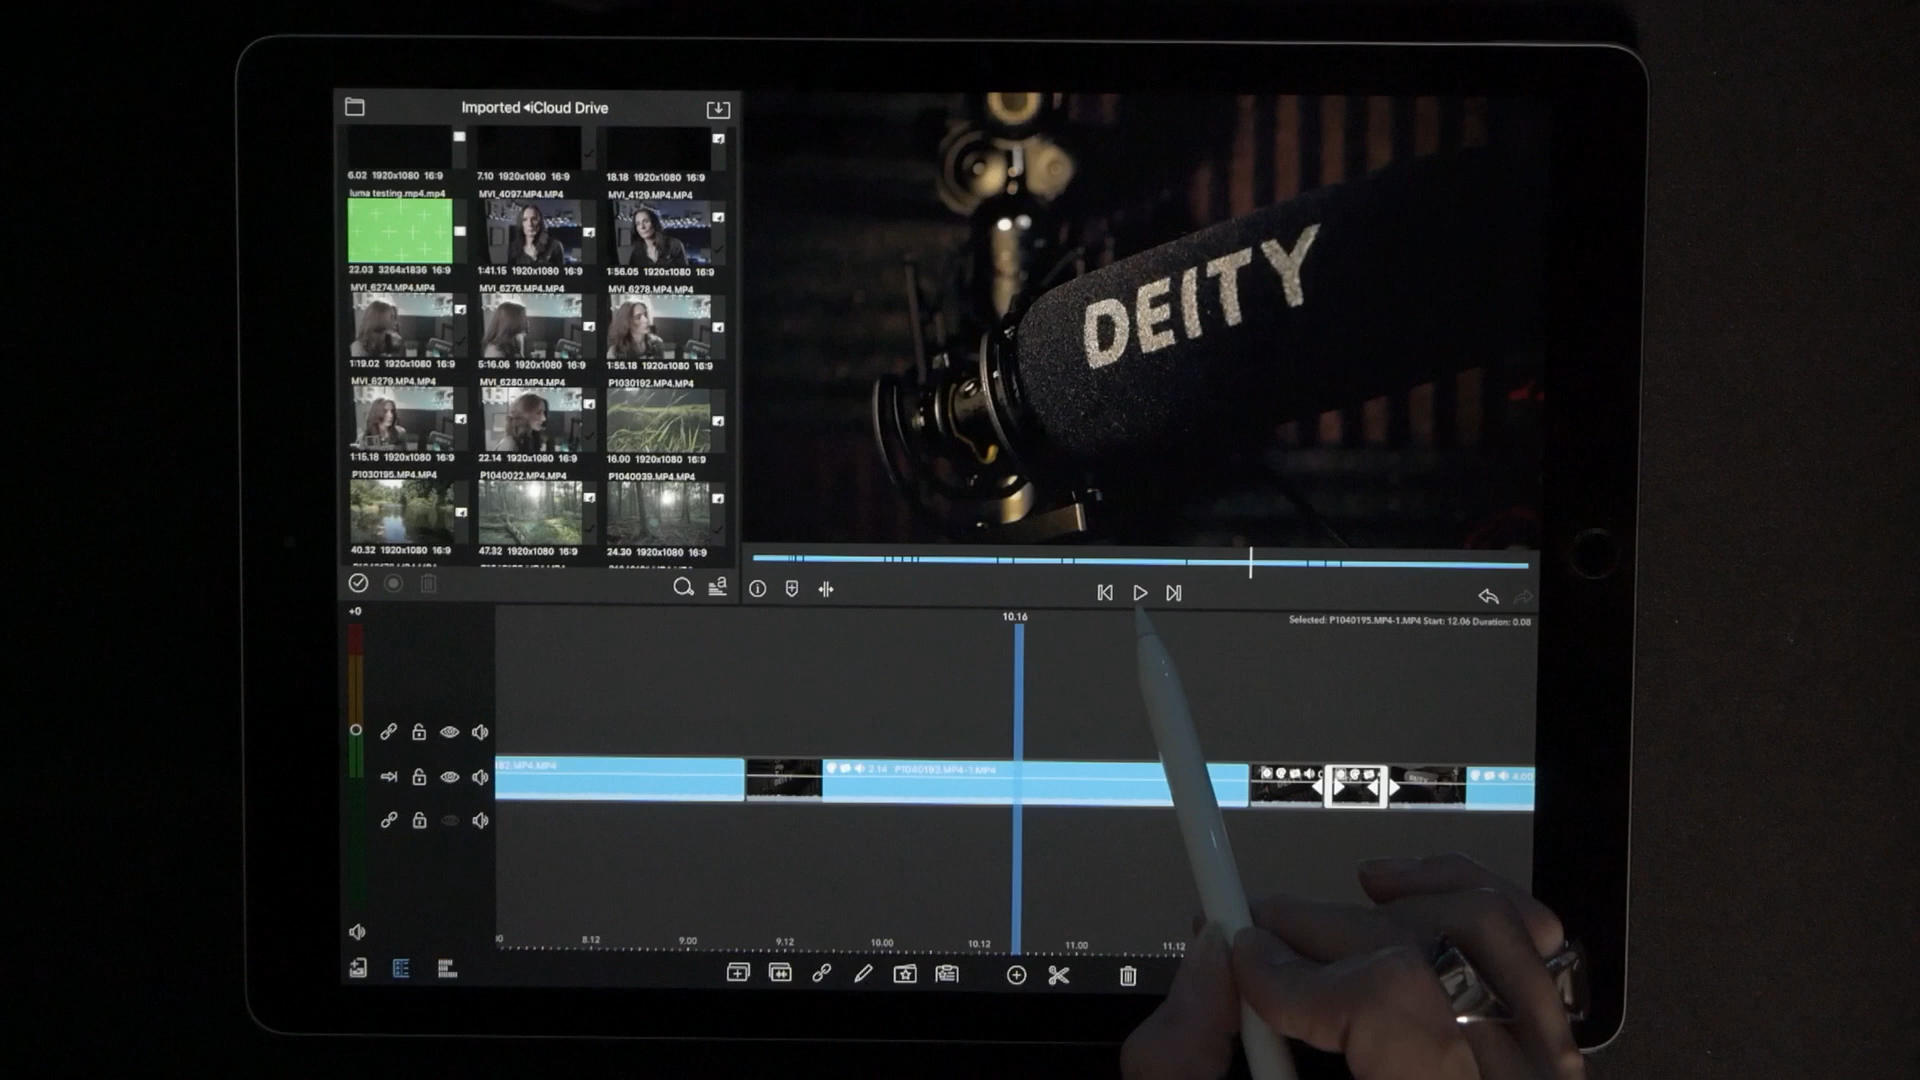 Imported ◂iCloud Drive
6.02 1920x1080 16:9
7.10 1920x1080 16:9
18.18 1920x1080 16:9
luma testing.mp4.mp4
MVI_4097.MP4.MP4
MVI_4129.MP4.MP4
22.03 3264x1836 16:9
1:41.15 1920x1080 16:9
1:56.05 1920x1080 16:9
MVI_6274.MP4.MP4
MVI_6276.MP4.MP4
MVI_6278.MP4.MP4
1:19.02 1920x1080 16:9
5:16.06 1920x1080 16:9
1:55.18 1920x1080 16:9
MVI_6279.MP4.MP4
MVI_6280.MP4.MP4
P1030192.MP4.MP4
1:15.18 1920x1080 16:9
22.14 1920x1080 16:9
16.00 1920x1080 16:9
P1030195.MP4.MP4
P1040022.MP4.MP4
P1040039.MP4.MP4
40.32 1920x1080 16:9
47.32 1920x1080 16:9
24.30 1920x1080 16:9
DEITY
+0
10.16
Selected: P1040195.MP4-1.MP4 Start: 12.06 Duration: 0.08
.MP4.MP4
2.14 P1040193.MP4-1.MP4
4.00
8.12
9.00
9.12
10.00
10.12
11.00
11.12